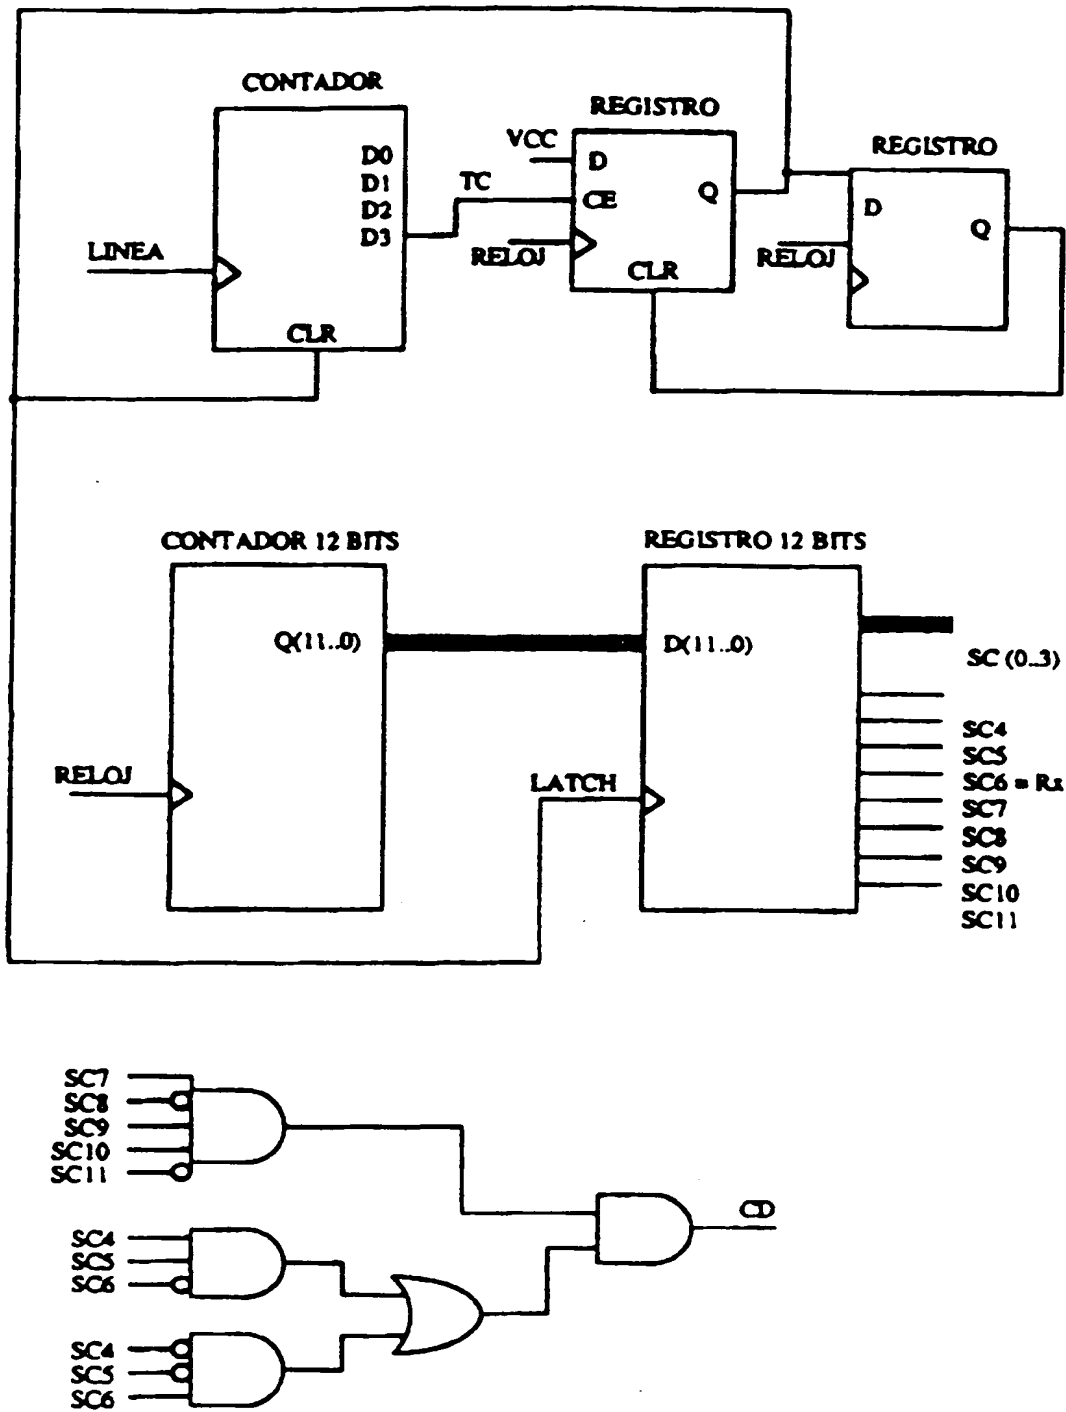 CONTADOR
D0
D1
D2
D3
LINEA
CLR
TC
REGISTRO
VCC
D
CE
Q
RELOJ
CLR
REGISTRO
D
Q
RELOJ
CONTADOR 12 BITS
Q(11..0)
RELOJ
REGISTRO 12 BITS
D(11..0)
LATCH
SC (0..3)
SC4
SC5
SC6 = Rx
SC7
SC8
SC9
SC10
SC11
SC7
SC8
SC9
SC10
SC11
SC4
SC5
SC6
SC4
SC5
SC6
CD